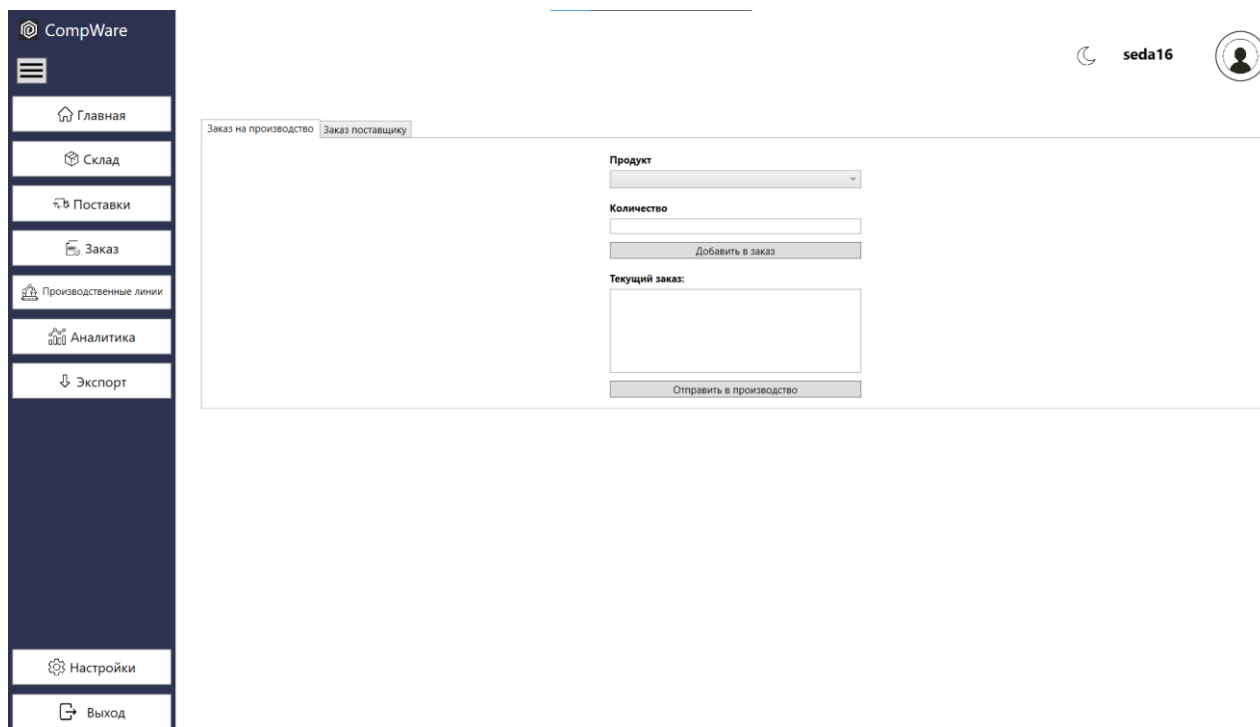 CompWare
seda16
Главная
Склад
Поставки
Заказ
Производственные линии
Аналитика
Экспорт
Настройки
Выход
Заказ на производство
Заказ поставщику
Продукт
Количество
Добавить в заказ
Текущий заказ:
Отправить в производство